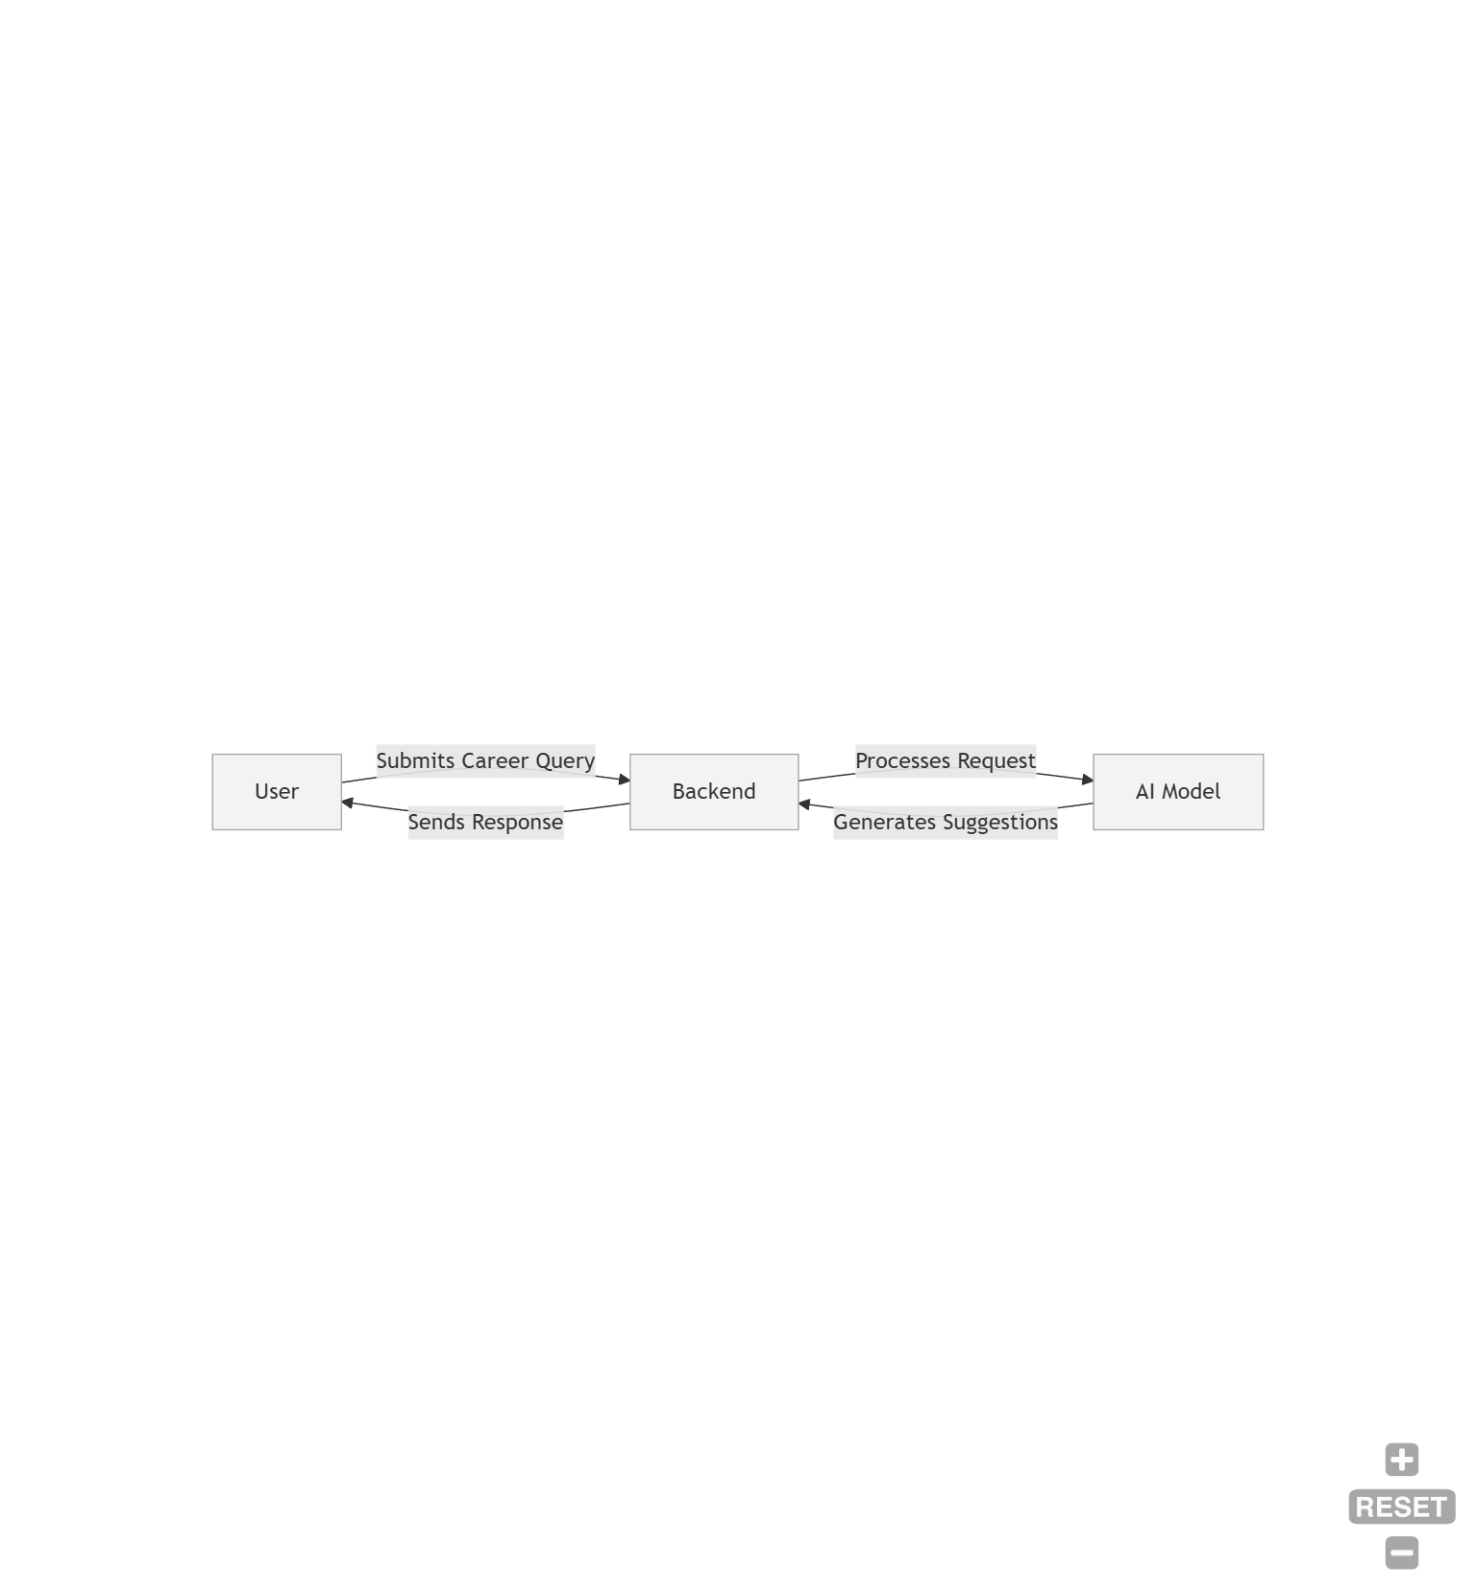 Submits Career Query
Processes Request
User
Backend
AI Model
Sends Response
Generates Suggestions
RESET